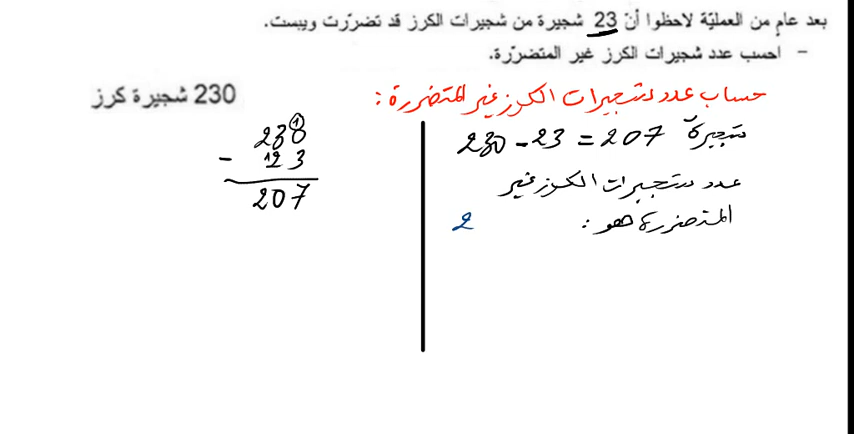 بعد عام من العمليّة لاحظوا أنّ 23 شجيرة من شجيرات الكرز قد تضرّرت ويبست.
- احسب عدد شجيرات الكرز غير المتضرّرة.
حساب عدد شجيرات الكرز غير المتضررة :
230 شجيرة كرز
230 - 23 = 207 شجيرة
عدد شجيرات الكرز غير
المتضررة هو :
2
230
- 23
207